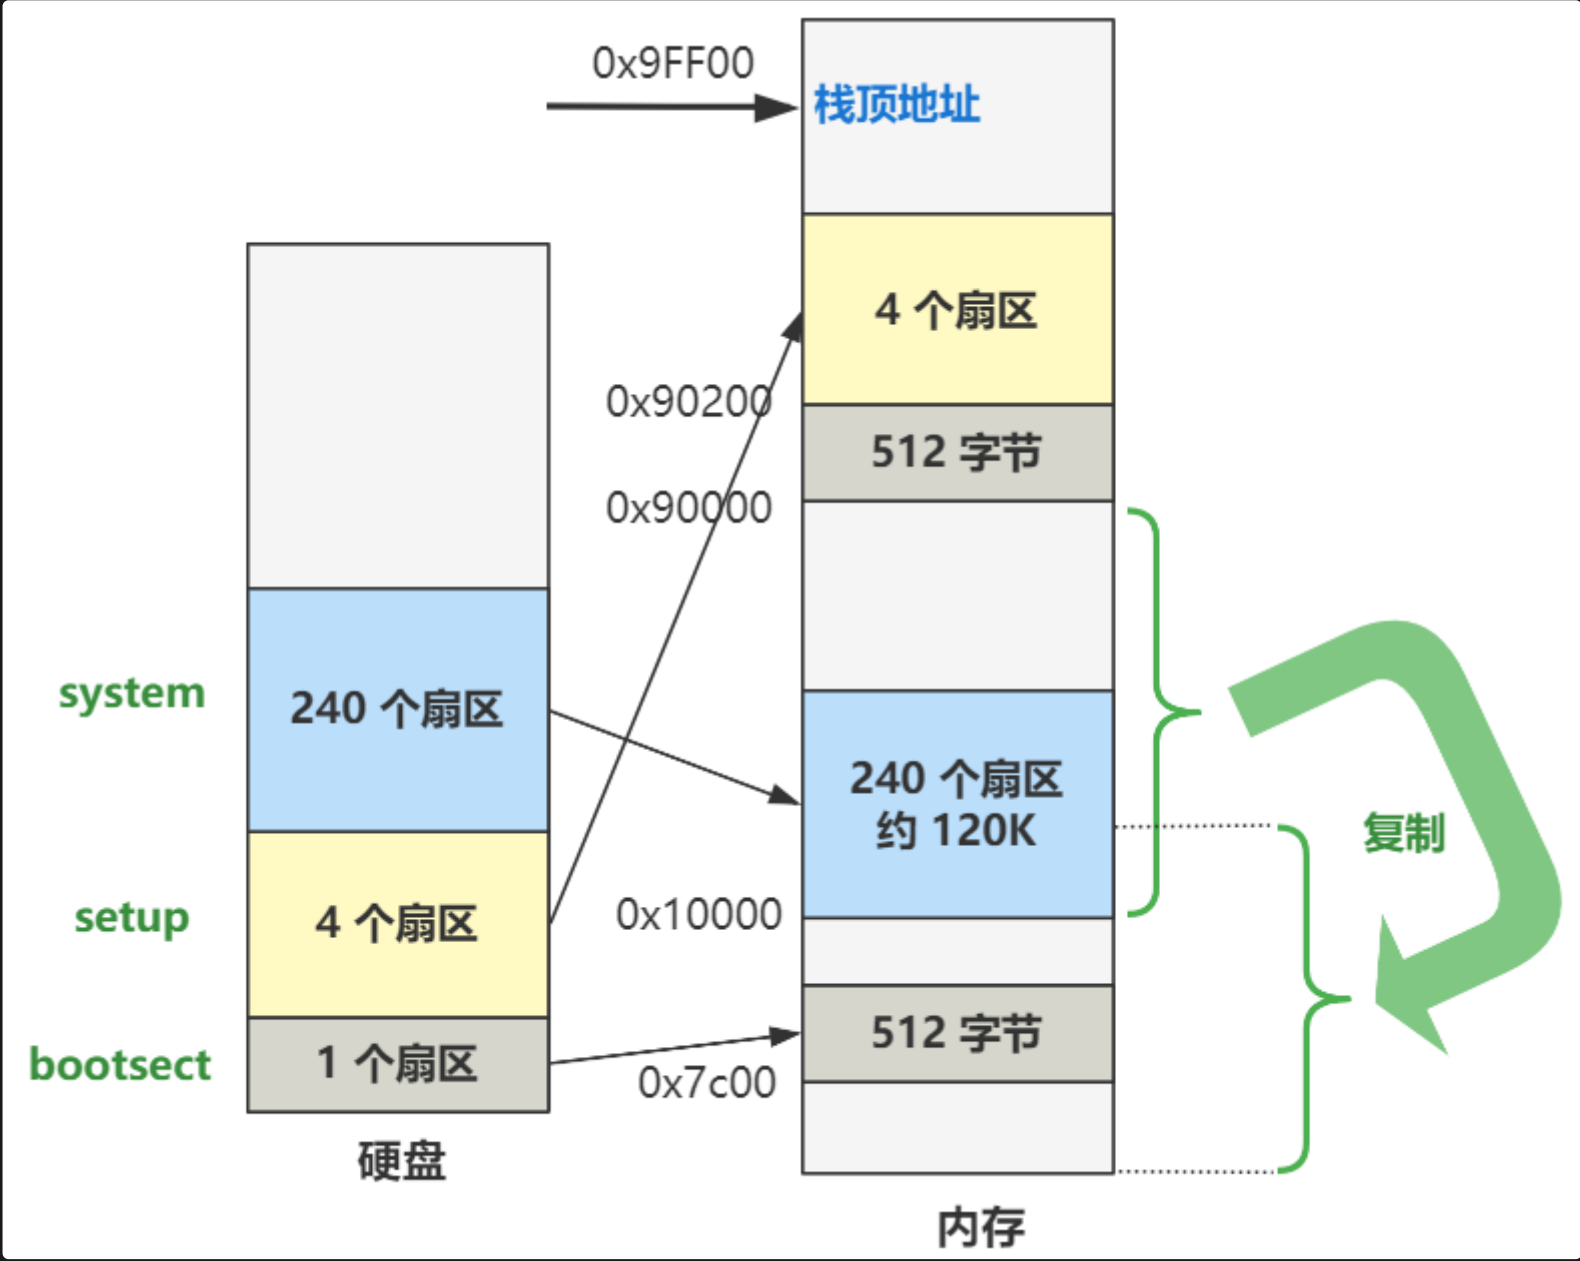 0x9FF00
栈顶地址
4 个扇区
0x90200
512 字节
0x90000
system
240 个扇区
240 个扇区
约 120K
复制
setup
4 个扇区
0x10000
512 字节
bootsect
1 个扇区
0x7c00
硬盘
内存